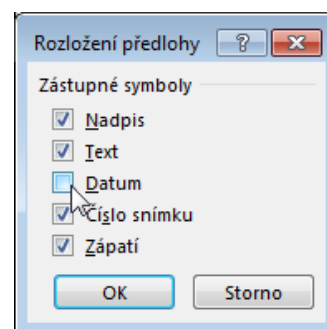 Rozložení předlohy
Zástupné symboly
Nadpis
Text
Datum
Číslo snímku
Zápatí
OK Storno